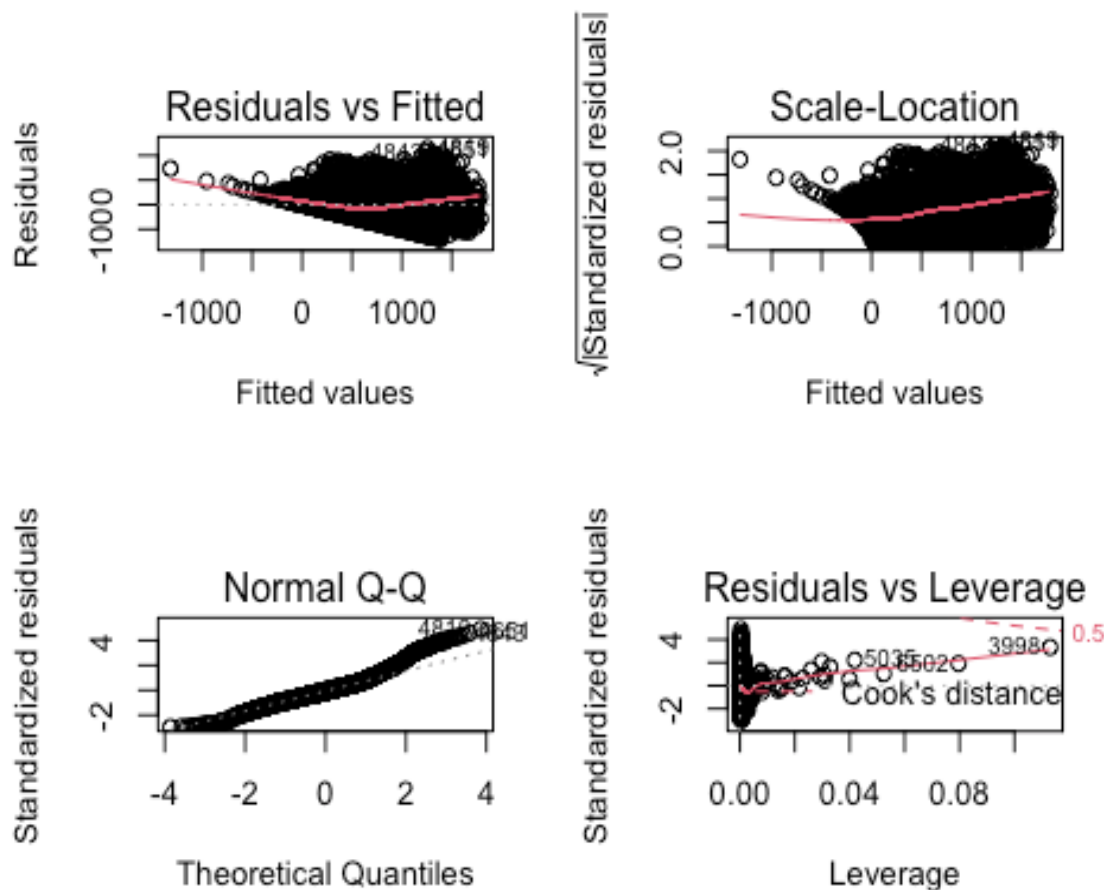 Residuals vs Fitted
Residuals
-1000
-1000 0 1000
Fitted values
Scale-Location
√|Standardized residuals|
2.0
0.0
-1000 0 1000
Fitted values
Normal Q-Q
Standardized residuals
4
-2
-4 -2 0 2 4
Theoretical Quantiles
Residuals vs Leverage
Standardized residuals
4
-2
0.5
3998
5035
6502
Cook's distance
0.00 0.04 0.08
Leverage